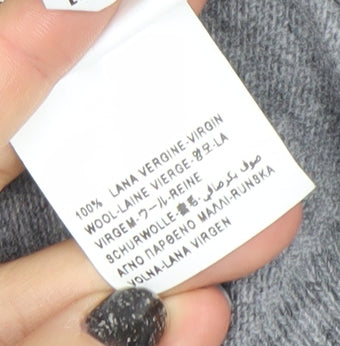 100% LANA VERGINE-VIRGIN
WOOL-LAINE VIERGE-양모-LA
VIRGEM-ウール-REINE
SCHURWOLLE-羊毛-صوف بكر صافي
ΑΓΝΟ ΠΑΡΘΕΝΟ ΜΑΛΛΙ-RUNSKA
VOLNA-LANA VIRGEN